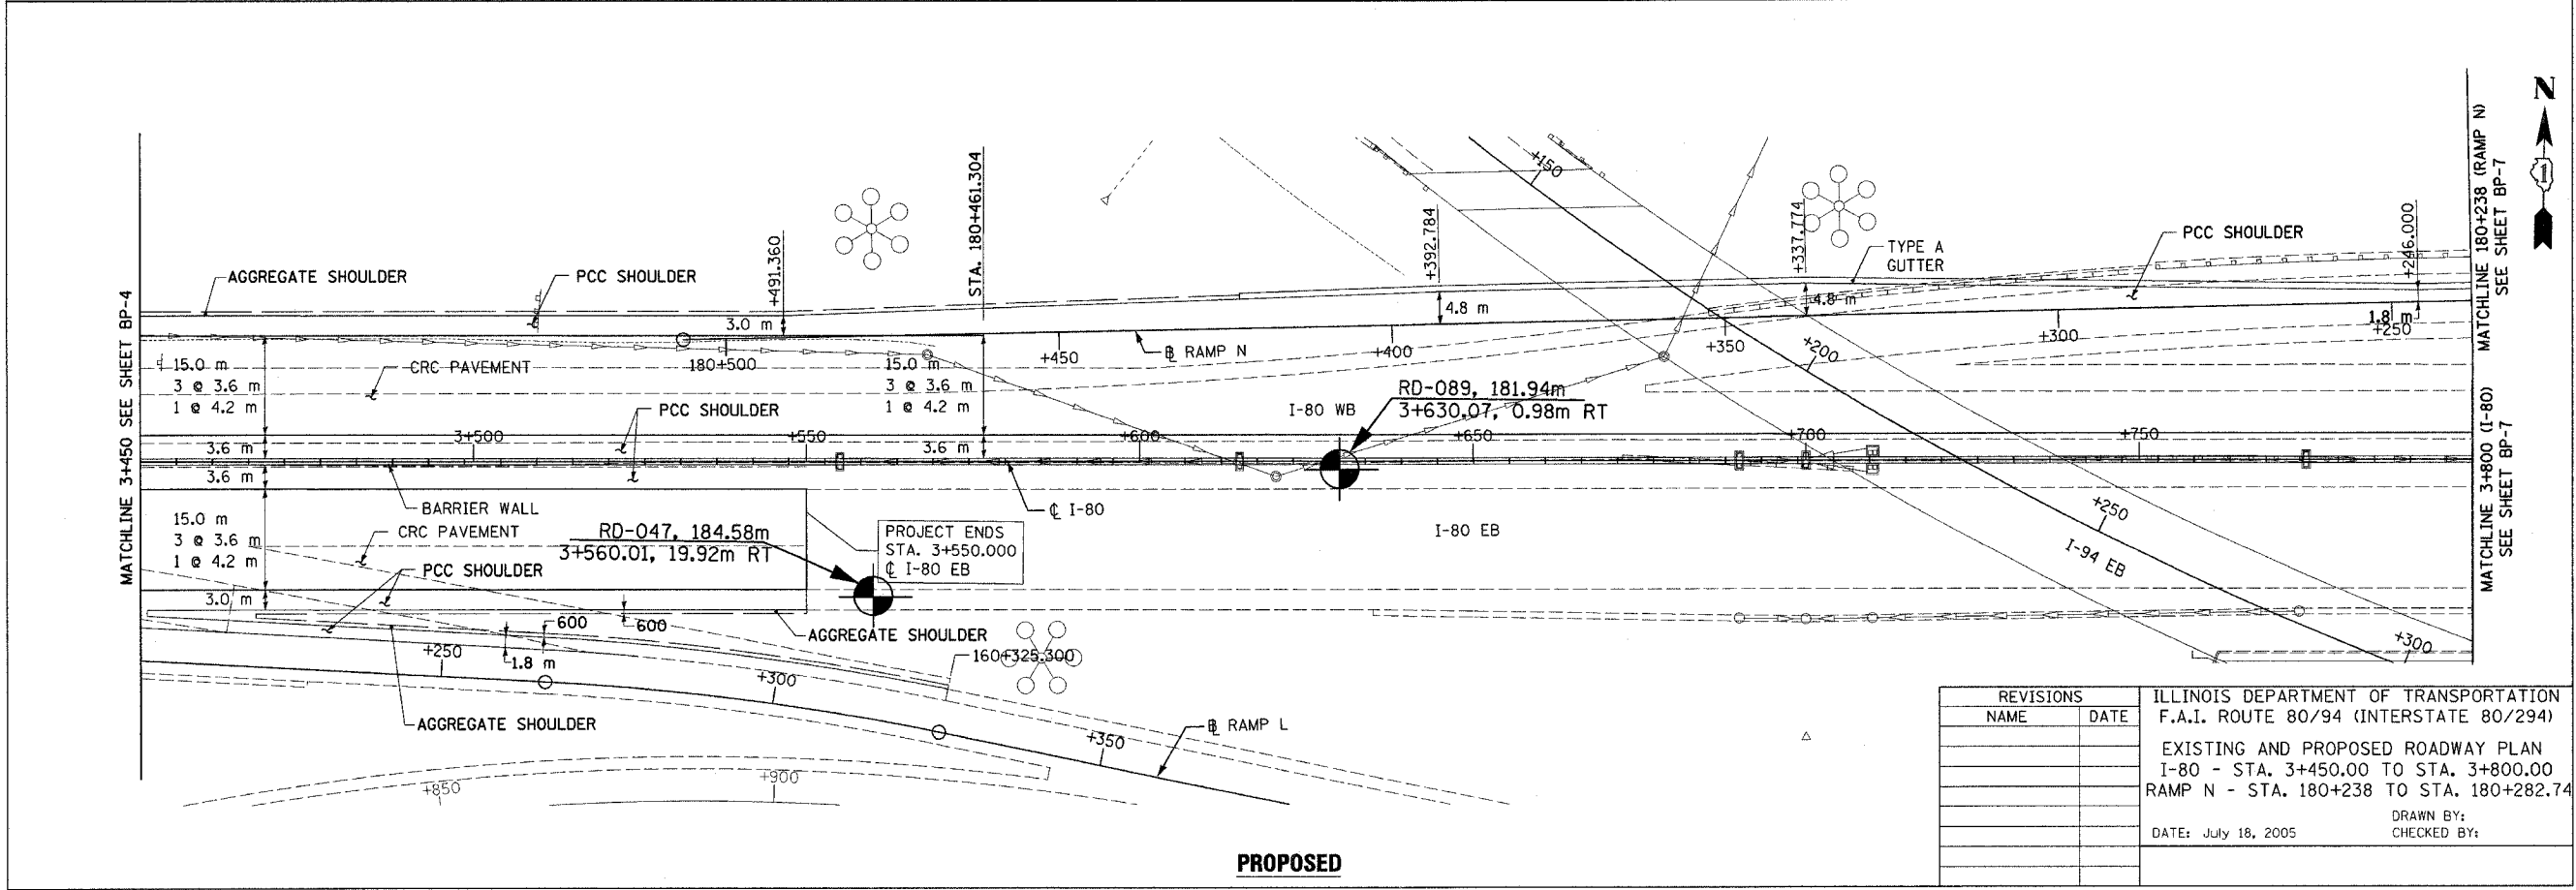 MATCHLINE 3+450 SEE SHEET BP-4
AGGREGATE SHOULDER
PCC SHOULDER
+491.360
STA. 180+461.304
+392.784
+150
+337.774
TYPE A
GUTTER
PCC SHOULDER
+246.000
MATCHLINE 180+238 (RAMP N)
SEE SHEET BP-7
N
1
3.0 m
4.8 m
4.8 m
1.8 m
180+500
+450
℄ RAMP N
+400
+350
+300
+250
+200
15.0 m
3 @ 3.6 m
1 @ 4.2 m
CRC PAVEMENT
PCC SHOULDER
15.0 m
3 @ 3.6 m
1 @ 4.2 m
I-80 WB
RD-089, 181.94m
3+630.07, 0.98m RT
3+500
+550
+600
+650
+700
+750
3.6 m
3.6 m
3.6 m
BARRIER WALL
℄ I-80
MATCHLINE 3+800 (I-80)
SEE SHEET BP-7
15.0 m
3 @ 3.6 m
1 @ 4.2 m
CRC PAVEMENT
PCC SHOULDER
RD-047, 184.58m
3+560.01, 19.92m RT
PROJECT ENDS
STA. 3+550.000
℄ I-80 EB
I-80 EB
+250
I-94 EB
+300
3.0 m
600
600
1.8 m
AGGREGATE SHOULDER
160+325.300
+250
+300
+350
AGGREGATE SHOULDER
℄ RAMP L
+850
+900
REVISIONS
NAME DATE
ILLINOIS DEPARTMENT OF TRANSPORTATION
F.A.I. ROUTE 80/94 (INTERSTATE 80/294)
EXISTING AND PROPOSED ROADWAY PLAN
I-80 - STA. 3+450.00 TO STA. 3+800.00
RAMP N - STA. 180+238 TO STA. 180+282.74
DRAWN BY:
DATE: July 18, 2005 CHECKED BY:
PROPOSED